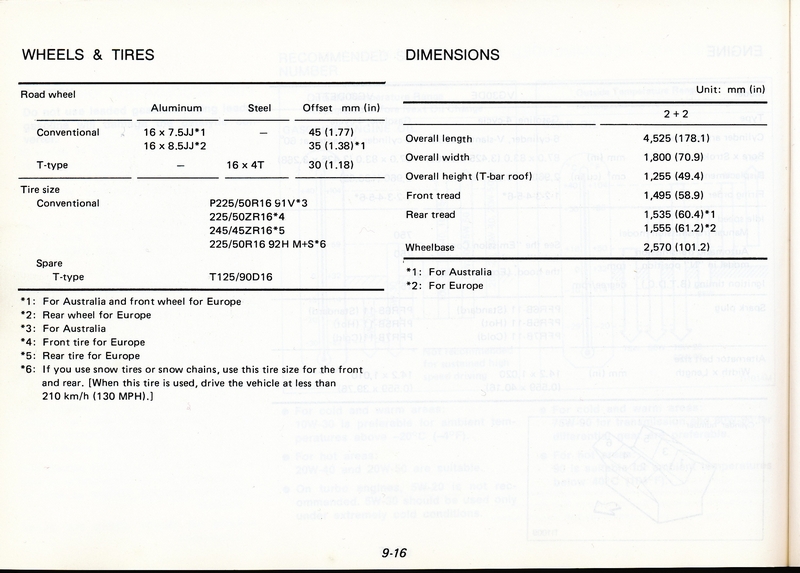 WHEELS & TIRES
Road wheel
Aluminum Steel Offset mm (in)
Conventional 16 x 7.5JJ*1 – 45 (1.77)
16 x 8.5JJ*2 35 (1.38)*1
T-type – 16 x 4T 30 (1.18)
Tire size
Conventional P225/50R16 91V*3
225/50ZR16*4
245/45ZR16*5
225/50R16 92H M+S*6
Spare
T-type T125/90D16
*1: For Australia and front wheel for Europe
*2: Rear wheel for Europe
*3: For Australia
*4: Front tire for Europe
*5: Rear tire for Europe
*6: If you use snow tires or snow chains, use this tire size for the front
and rear. [When this tire is used, drive the vehicle at less than
210 km/h (130 MPH).]
DIMENSIONS
Unit: mm (in)
2 + 2
Overall length 4,525 (178.1)
Overall width 1,800 (70.9)
Overall height (T-bar roof) 1,255 (49.4)
Front tread 1,495 (58.9)
Rear tread 1,535 (60.4)*1
1,555 (61.2)*2
Wheelbase 2,570 (101.2)
*1: For Australia
*2: For Europe
9-16